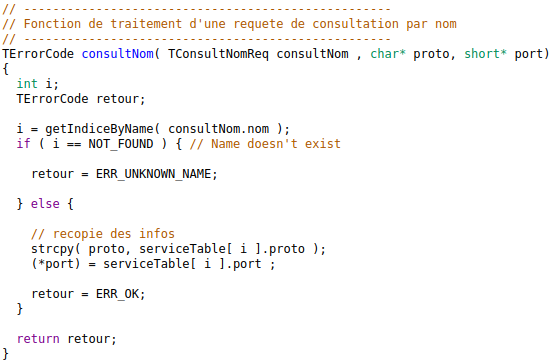 // ---------------------------------------------------
// Fonction de traitement d'une requete de consultation par nom
// ---------------------------------------------------
TErrorCode consultNom( TConsultNomReq consultNom , char* proto, short* port)
{
  int i;
  TErrorCode retour;

  i = getIndiceByName( consultNom.nom );
  if ( i == NOT_FOUND ) { // Name doesn't exist

    retour = ERR_UNKNOWN_NAME;

  } else {

    // recopie des infos
    strcpy( proto, serviceTable[ i ].proto );
    (*port) = serviceTable[ i ].port ;

    retour = ERR_OK;
  }

  return retour;
}